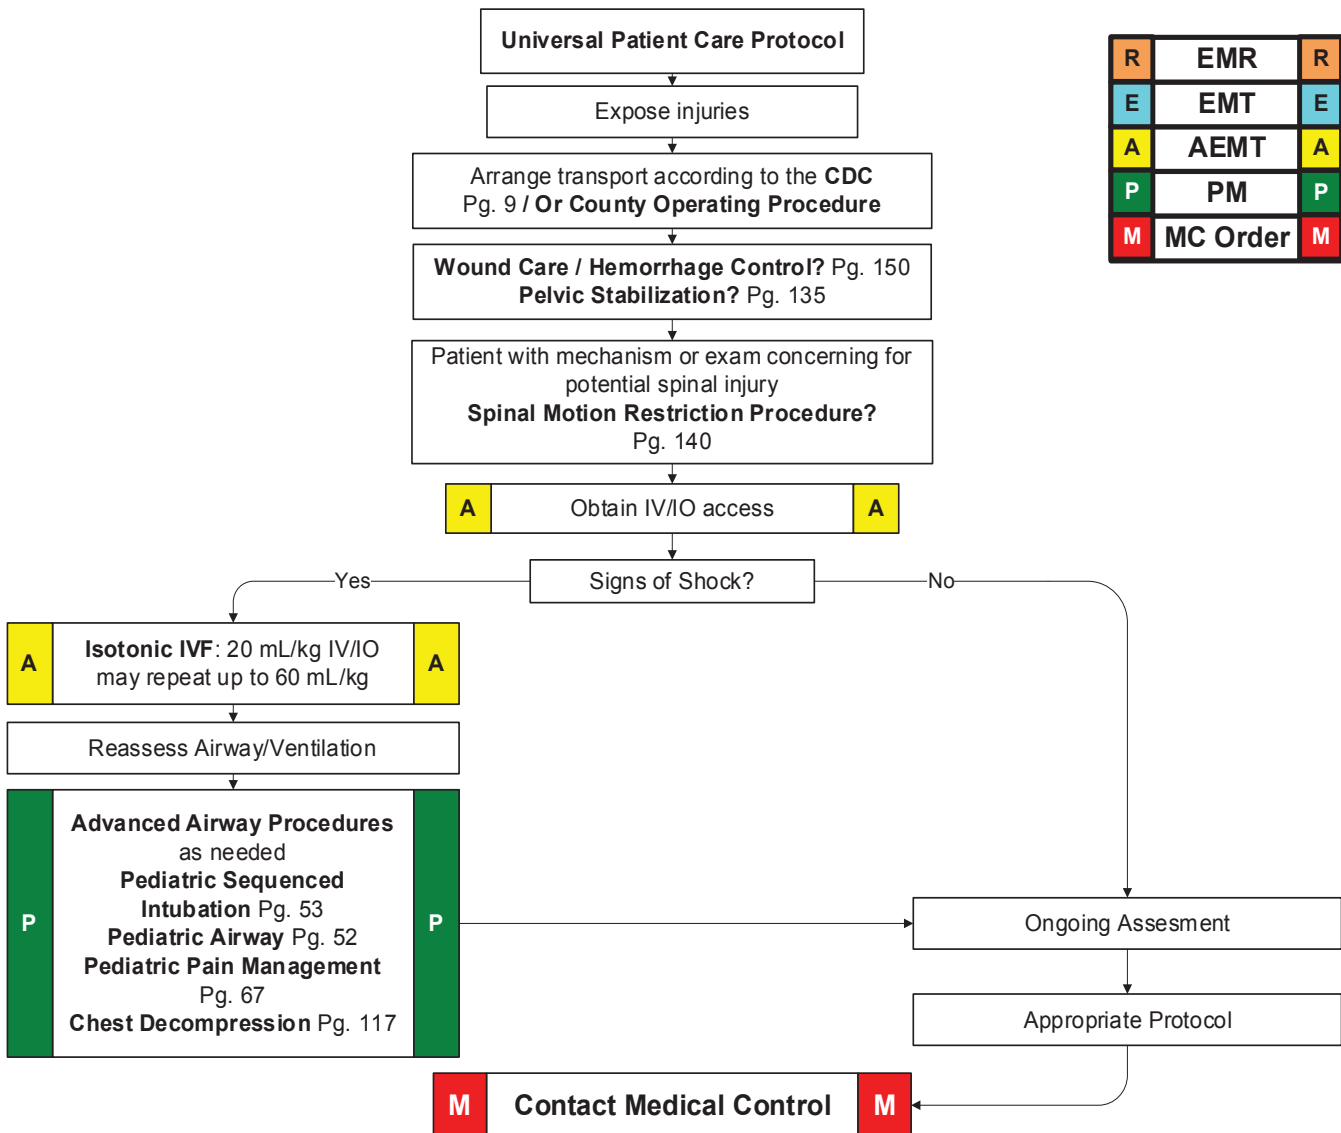 Universal Patient Care Protocol
R EMR R
E EMT E
A AEMT A
P PM P
M MC Order M
Expose injuries
Arrange transport according to the CDC
Pg. 9 / Or County Operating Procedure
Wound Care / Hemorrhage Control? Pg. 150
Pelvic Stabilization? Pg. 135
Patient with mechanism or exam concerning for
potential spinal injury
Spinal Motion Restriction Procedure?
Pg. 140
A Obtain IV/IO access A
Signs of Shock?
Yes
No
A Isotonic IVF: 20 mL/kg IV/IO A
may repeat up to 60 mL/kg
Reassess Airway/Ventilation
Advanced Airway Procedures
as needed
Pediatric Sequenced
Intubation Pg. 53
P Pediatric Airway Pg. 52 P
Pediatric Pain Management
Pg. 67
Chest Decompression Pg. 117
Ongoing Assesment
Appropriate Protocol
M Contact Medical Control M